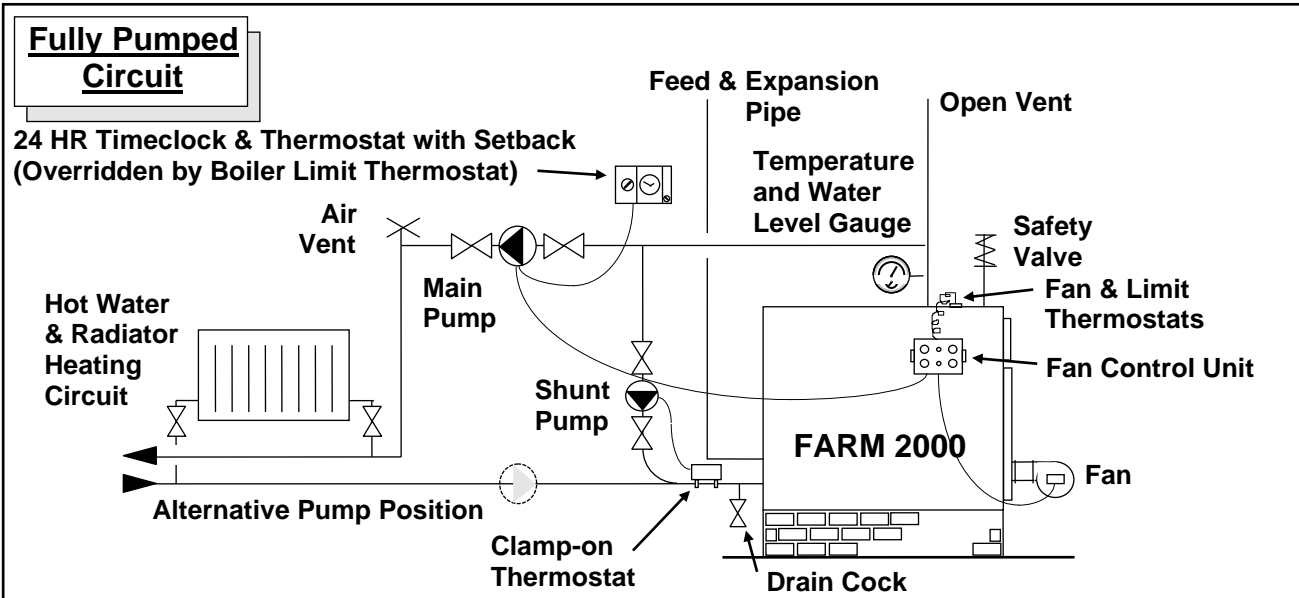 Fully Pumped
Circuit
24 HR Timeclock & Thermostat with Setback
(Overridden by Boiler Limit Thermostat)
Feed & Expansion
Pipe
Open Vent
Temperature
and Water
Level Gauge
Air
Vent
Safety
Valve
Main
Pump
Fan & Limit
Thermostats
Hot Water
& Radiator
Heating
Circuit
Fan Control Unit
Shunt
Pump
FARM 2000
Fan
Alternative Pump Position
Clamp-on
Thermostat
Drain Cock